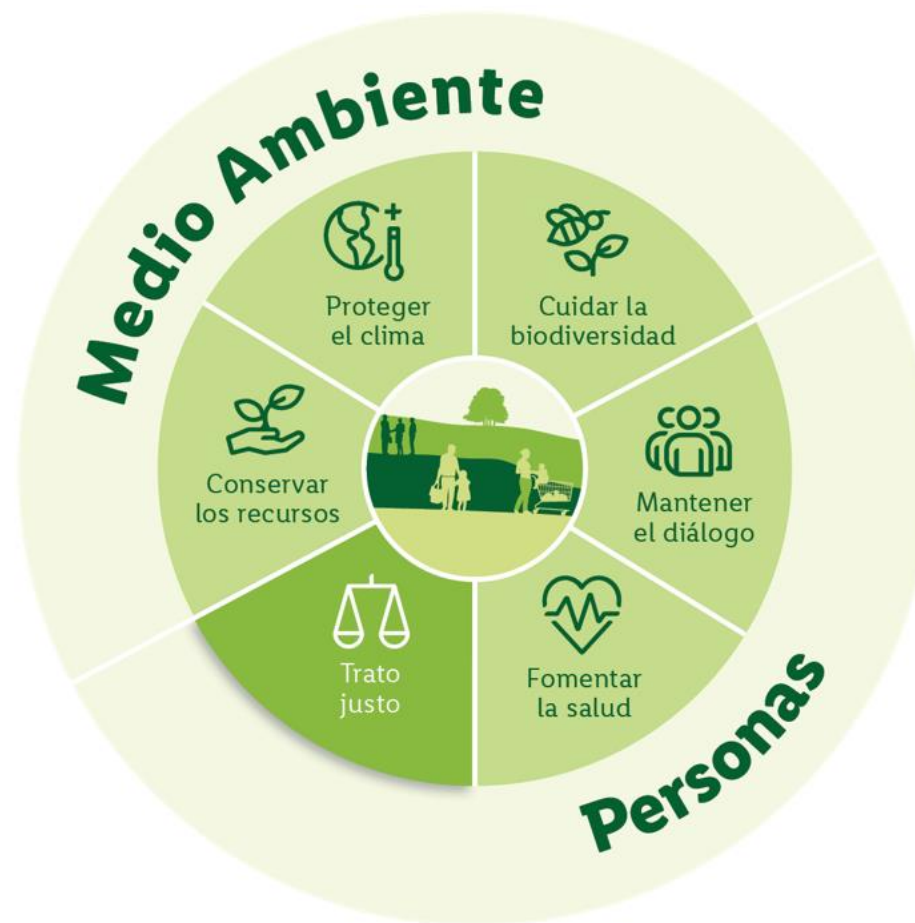 Medio Ambiente
Proteger
el clima
Cuidar la
biodiversidad
Conservar
los recursos
Mantener
el diálogo
Trato
justo
Fomentar
la salud
Personas